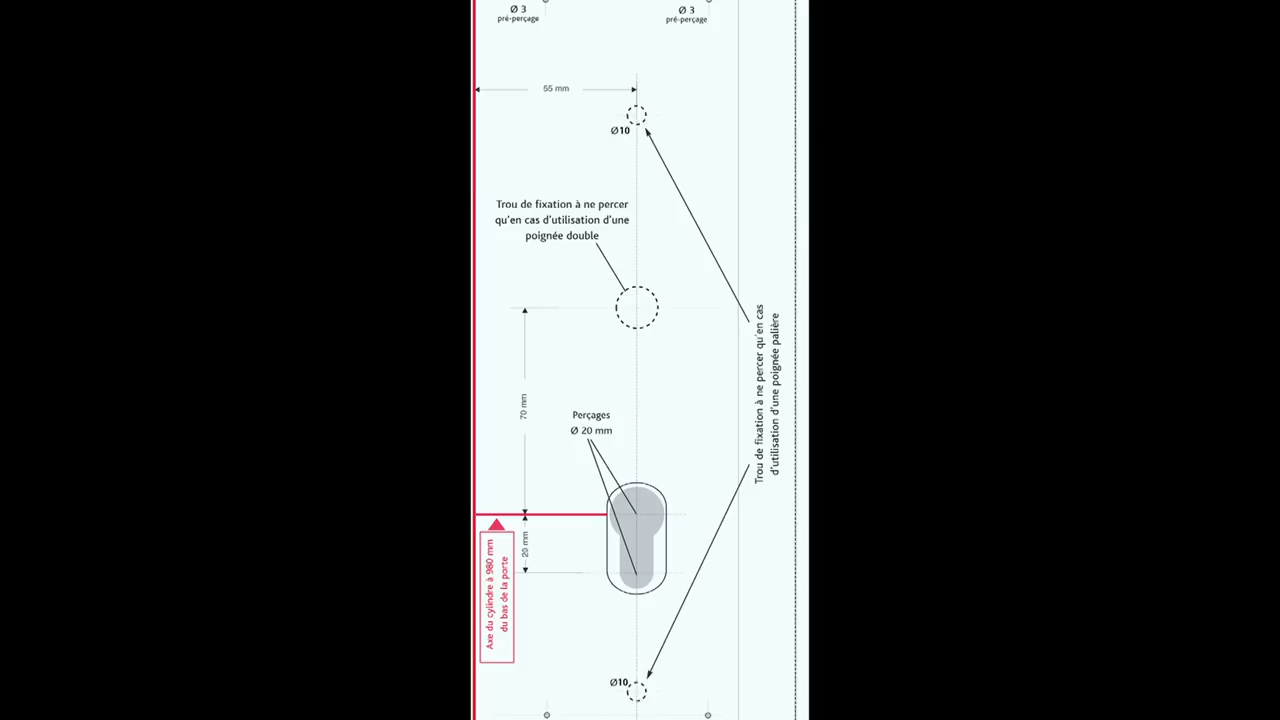 Ø 3
pré-perçage
Ø 3
pré-perçage
55 mm
Ø10
Trou de fixation à ne percer
qu'en cas d'utilisation d'une
poignée double
70 mm
Perçages
Ø 20 mm
Trou de fixation à ne percer qu'en cas
d'utilisation d'une poignée palière
20 mm
Axe du cylindre à 980 mm
du bas de la porte
Ø10